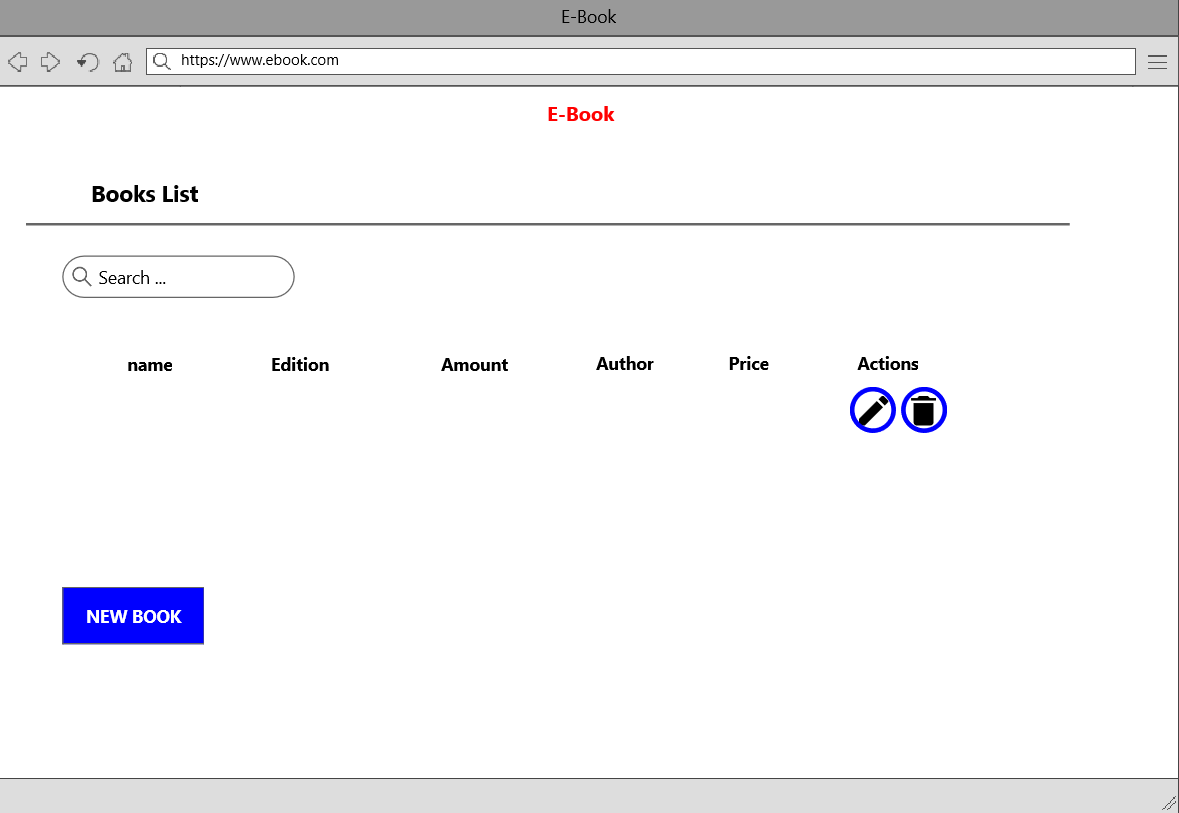 E-Book
https://www.ebook.com
E-Book
Books List
Search ...
name Edition Amount Author Price Actions
NEW BOOK